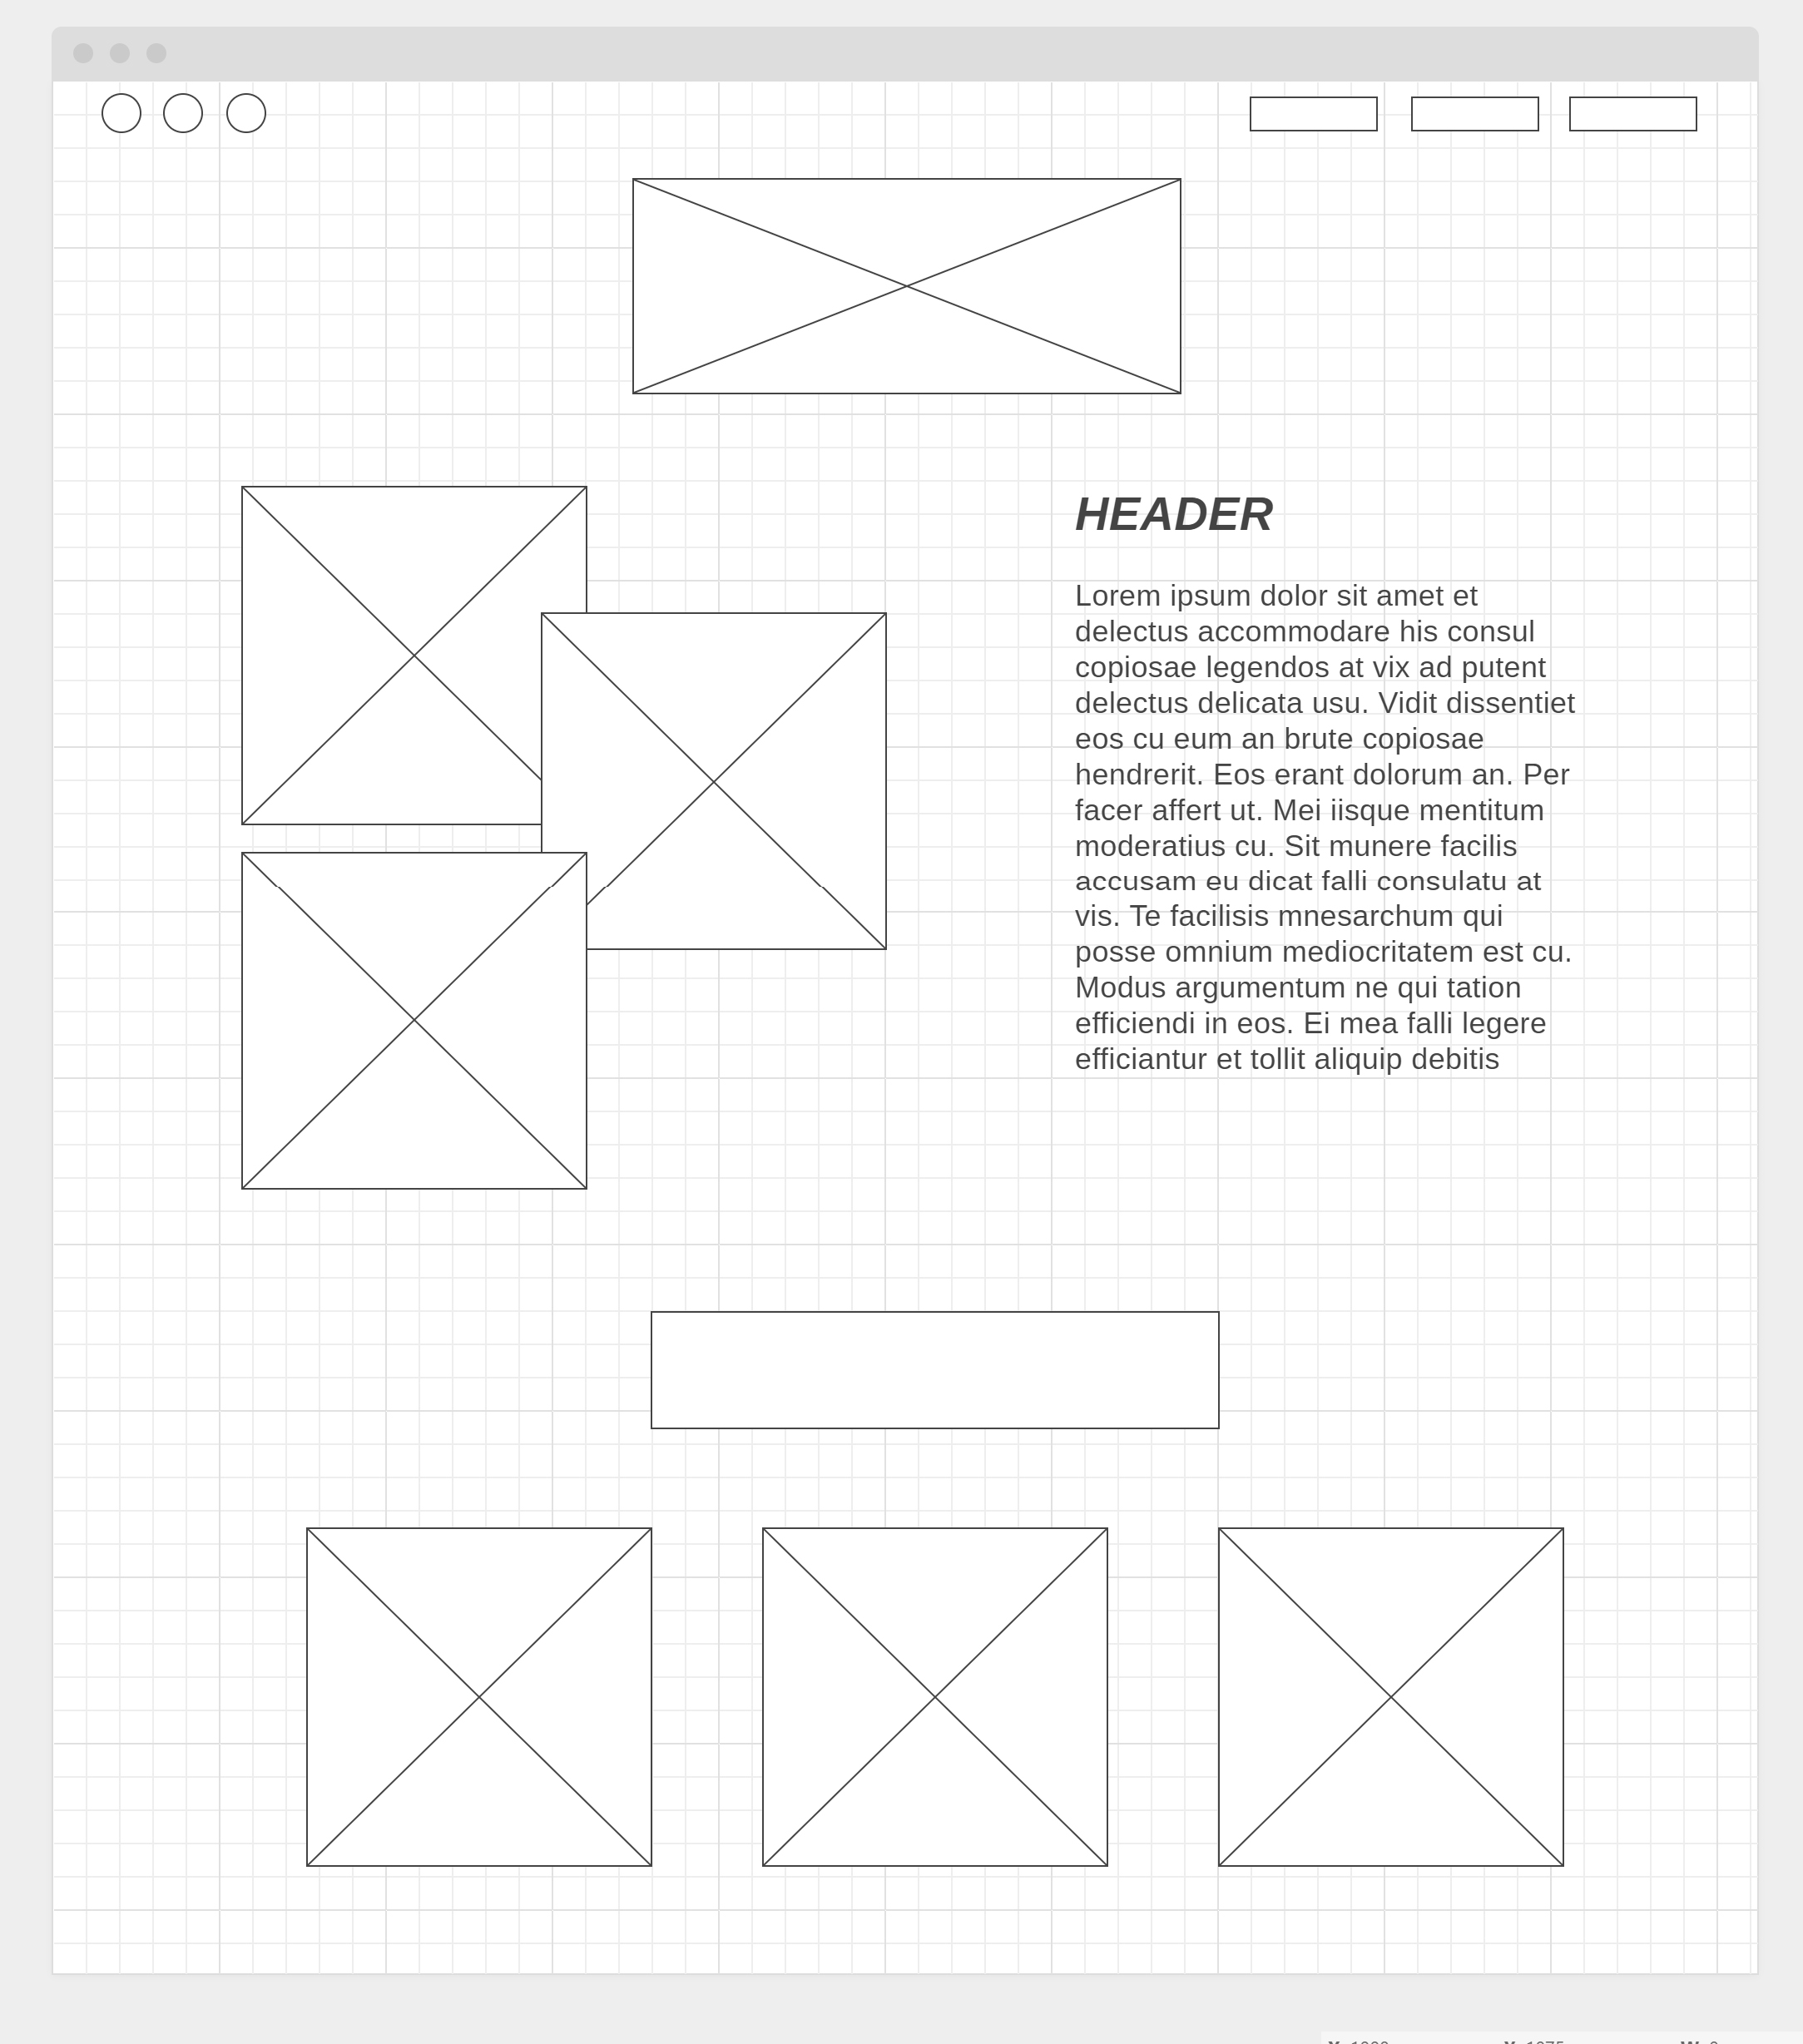 HEADER
Lorem ipsum dolor sit amet et
delectus accommodare his consul
copiosae legendos at vix ad putent
delectus delicata usu. Vidit dissentiet
eos cu eum an brute copiosae
hendrerit. Eos erant dolorum an. Per
facer affert ut. Mei iisque mentitum
moderatius cu. Sit munere facilis
accusam eu dicat falli consulatu at
vis. Te facilisis mnesarchum qui
posse omnium mediocritatem est cu.
Modus argumentum ne qui tation
efficiendi in eos. Ei mea falli legere
efficiantur et tollit aliquip debitis